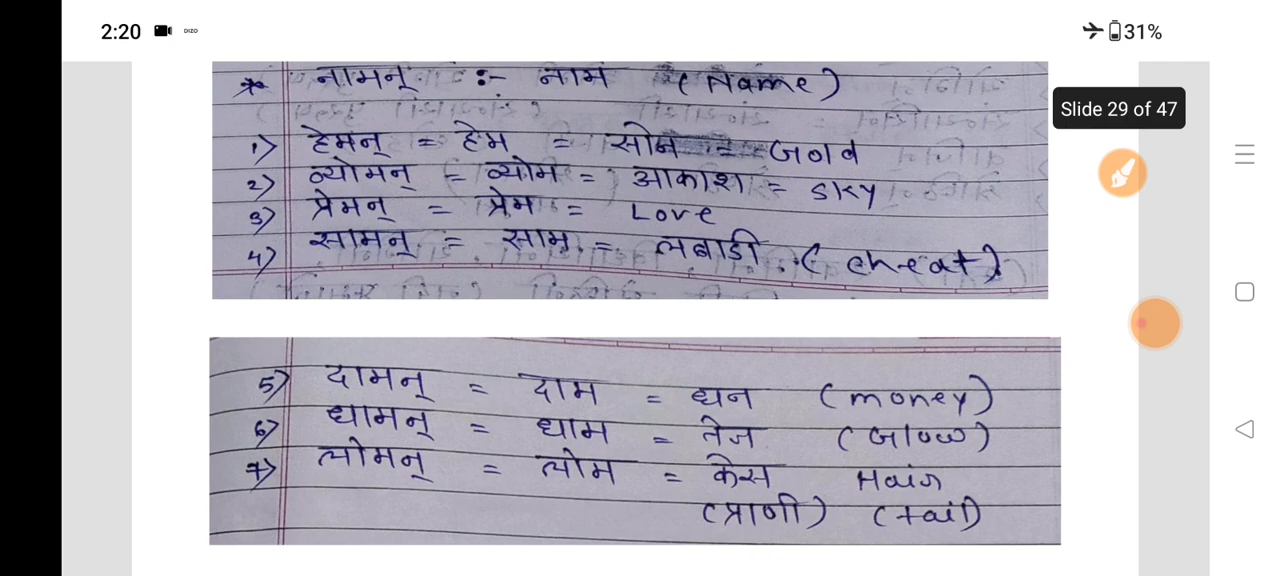 2:20 DIZO 31%
Slide 29 of 47
* नामन् :- नाम (Name)
1) हेमन् = हेम = सोन = Gold
2) व्योमन् = व्योम = आकाश = Sky
3) प्रेमन् = प्रेम = Love
4) सामन् = साम = लबाडी (cheat)
5) दामन् = दाम = धन (money)
6) धामन् = धाम = तेज (Glow)
7) लोमन् = लोम = केस Hair
(प्राणी) (tail)